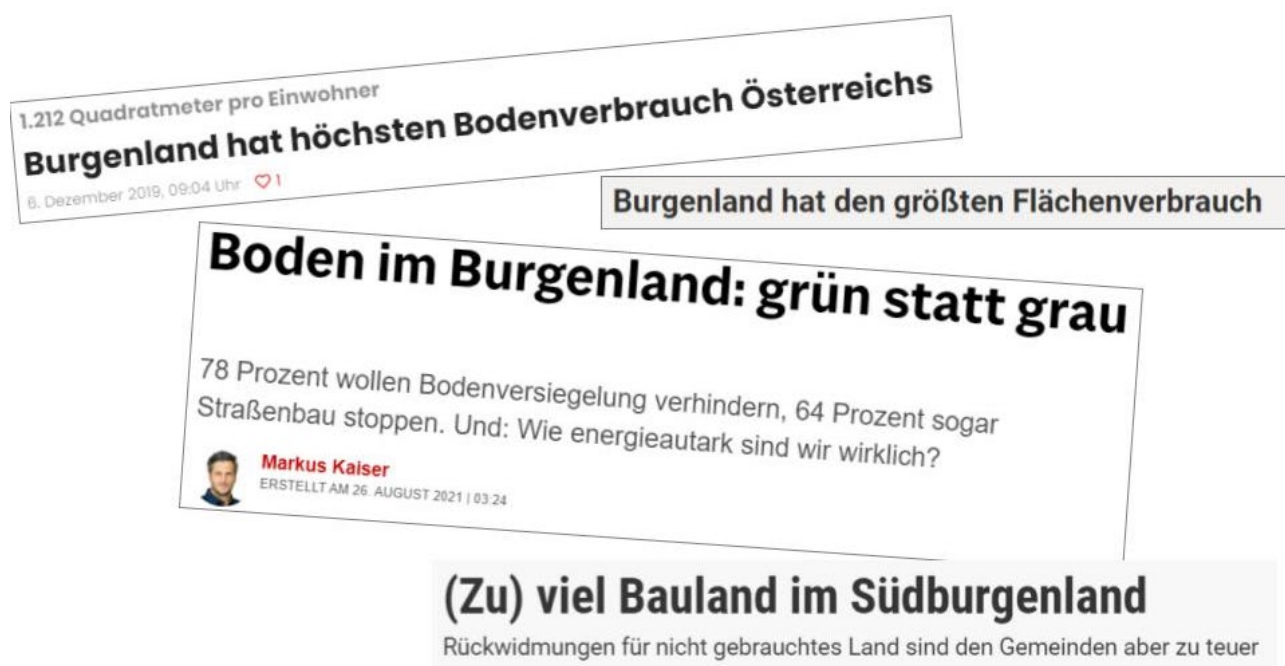 1.212 Quadratmeter pro Einwohner
Burgenland hat höchsten Bodenverbrauch Österreichs
6. Dezember 2019, 09:04 Uhr 1
Burgenland hat den größten Flächenverbrauch
Boden im Burgenland: grün statt grau
78 Prozent wollen Bodenversiegelung verhindern, 64 Prozent sogar
Straßenbau stoppen. Und: Wie energieautark sind wir wirklich?
Markus Kaiser
ERSTELLT AM 26. AUGUST 2021 | 03:24
(Zu) viel Bauland im Südburgenland
Rückwidmungen für nicht gebrauchtes Land sind den Gemeinden aber zu teuer